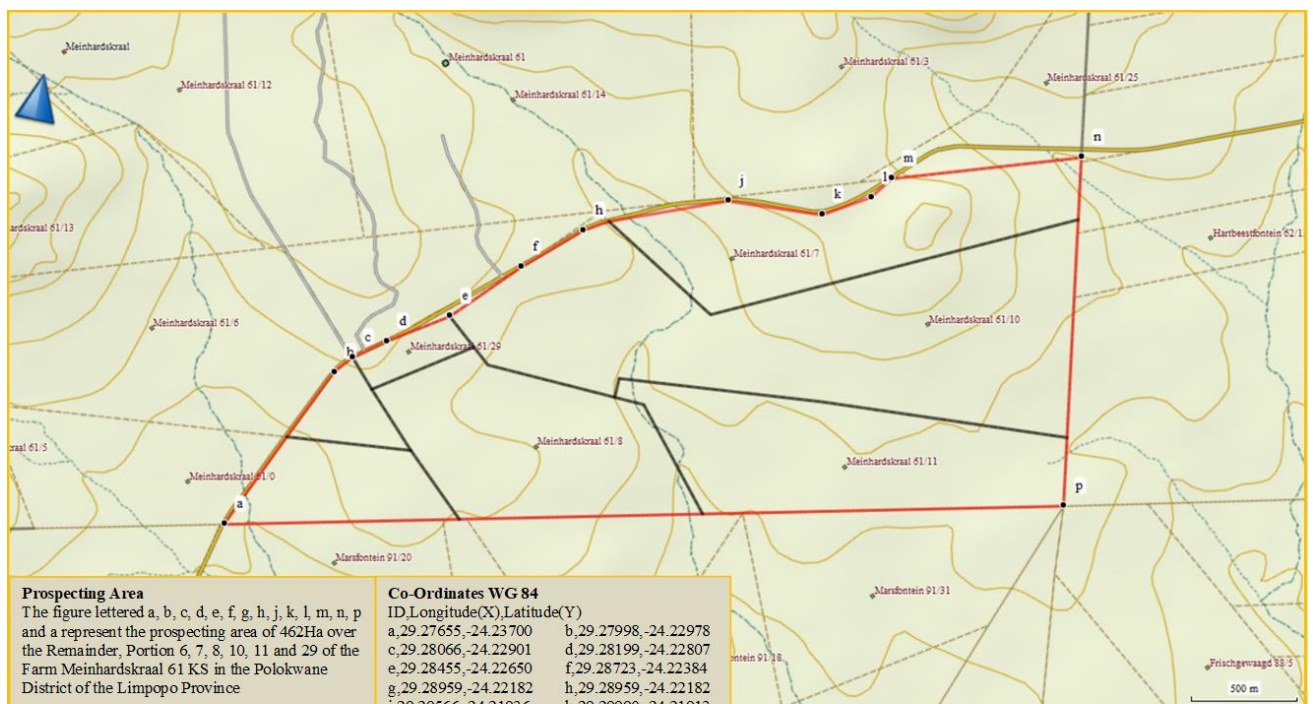 Meinhardskraal
Meinhardskraal 61
Meinhardskraal 61/3
Meinhardskraal 61/25
Meinhardskraal 61/12
Meinhardskraal 61/14
n
m
l
j
k
h
ardskraal 61/13
Hartbeestfontein 62/1
f
Meinhardskraal 61/7
e
Meinhardskraal 61/6
d
Meinhardskraal 61/10
c
b
Meinhardskraal 61/29
raal 61/5
Meinhardskraal 61/8
Meinhardskraal 61/11
Meinhardskraal 61/0
p
a
Marsfontein 91/20
Marsfontein 91/31
ntein 91/18
Frischgewaagd 88/5
500 m
Prospecting Area
The figure lettered a, b, c, d, e, f, g, h, j, k, l, m, n, p
and a represent the prospecting area of 462Ha over
the Remainder, Portion 6, 7, 8, 10, 11 and 29 of the
Farm Meinhardskraal 61 KS in the Polokwane
District of the Limpopo Province
Co-Ordinates WG 84
ID,Longitude(X),Latitude(Y)
a,29.27655,-24.23700 b,29.27998,-24.22978
c,29.28066,-24.22901 d,29.28199,-24.22807
e,29.28455,-24.22650 f,29.28723,-24.22384
g,29.28959,-24.22182 h,29.28959,-24.22182